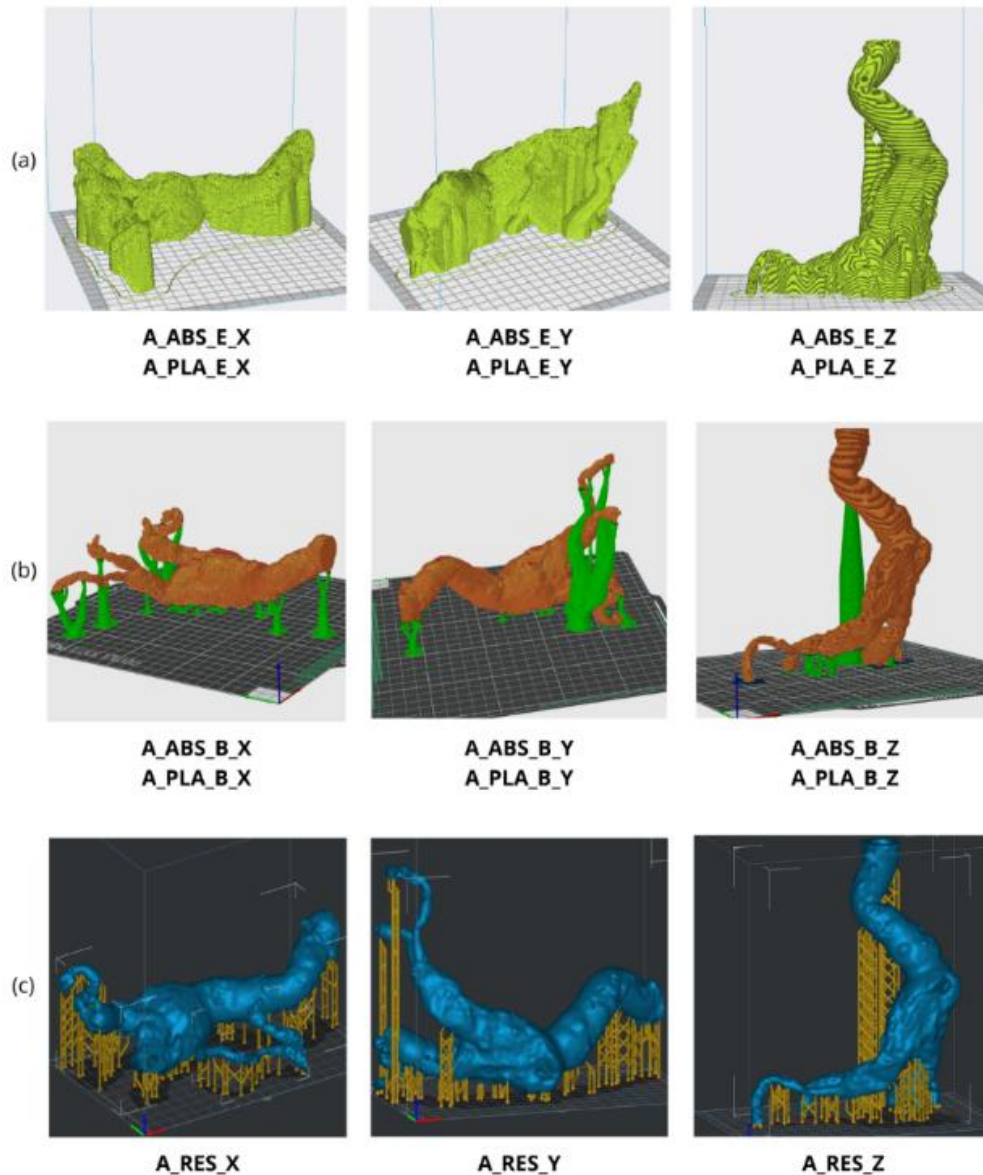 (a)
A_ABS_E_X
A_PLA_E_X
A_ABS_E_Y
A_PLA_E_Y
A_ABS_E_Z
A_PLA_E_Z
(b)
A_ABS_B_X
A_PLA_B_X
A_ABS_B_Y
A_PLA_B_Y
A_ABS_B_Z
A_PLA_B_Z
(c)
A_RES_X
A_RES_Y
A_RES_Z